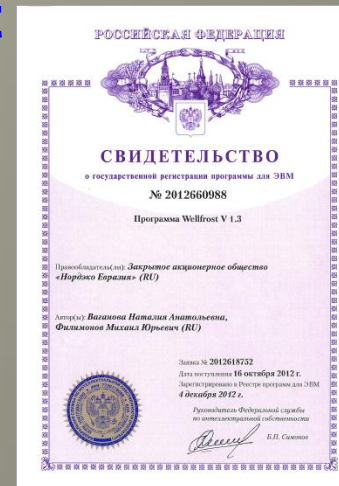 РОССИЙСКАЯ ФЕДЕРАЦИЯ
СВИДЕТЕЛЬСТВО
о государственной регистрации программы для ЭВМ
№ 2012660988
Программа Wellfrost V 1.3
Правообладатель(ли): Закрытое акционерное общество
«Нордэко Евразия» (RU)
Автор(ы): Ваганова Наталия Анатольевна,
Филимонов Михаил Юрьевич (RU)
Заявка № 2012618752
Дата поступления 16 октября 2012 г.
Зарегистрировано в Реестре программ для ЭВМ
4 декабря 2012 г.
Руководитель Федеральной службы
по интеллектуальной собственности
Б.П. Симонов